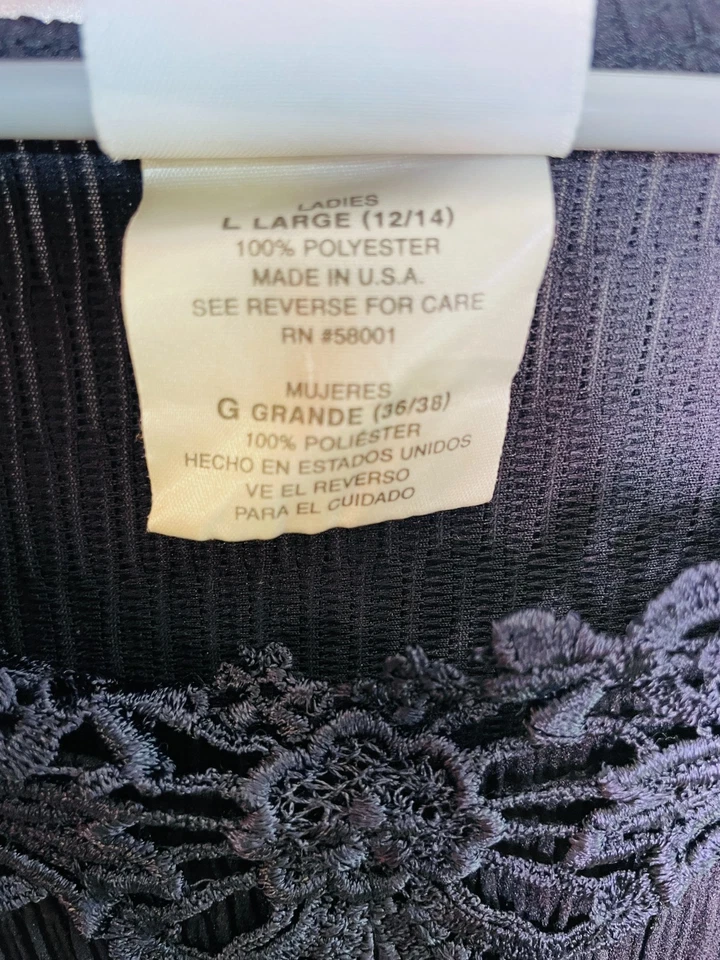 LADIES
L LARGE (12/14)
100% POLYESTER
MADE IN U.S.A.
SEE REVERSE FOR CARE
RN #58001
MUJERES
G GRANDE (36/38)
100% POLIÉSTER
HECHO EN ESTADOS UNIDOS
VE EL REVERSO
PARA EL CUIDADO